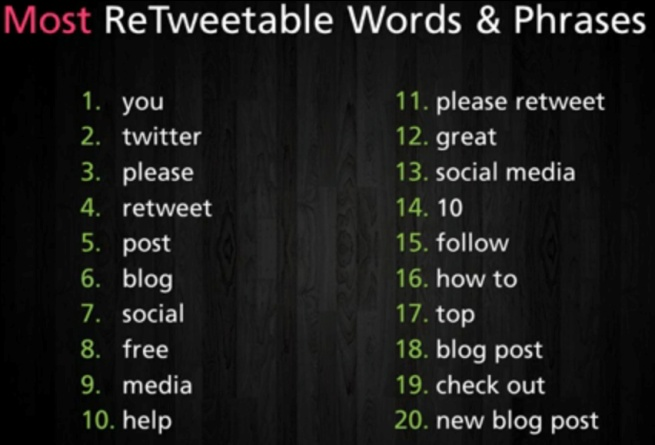 Most ReTweetable Words & Phrases
1. you
2. twitter
3. please
4. retweet
5. post
6. blog
7. social
8. free
9. media
10. help
11. please retweet
12. great
13. social media
14. 10
15. follow
16. how to
17. top
18. blog post
19. check out
20. new blog post